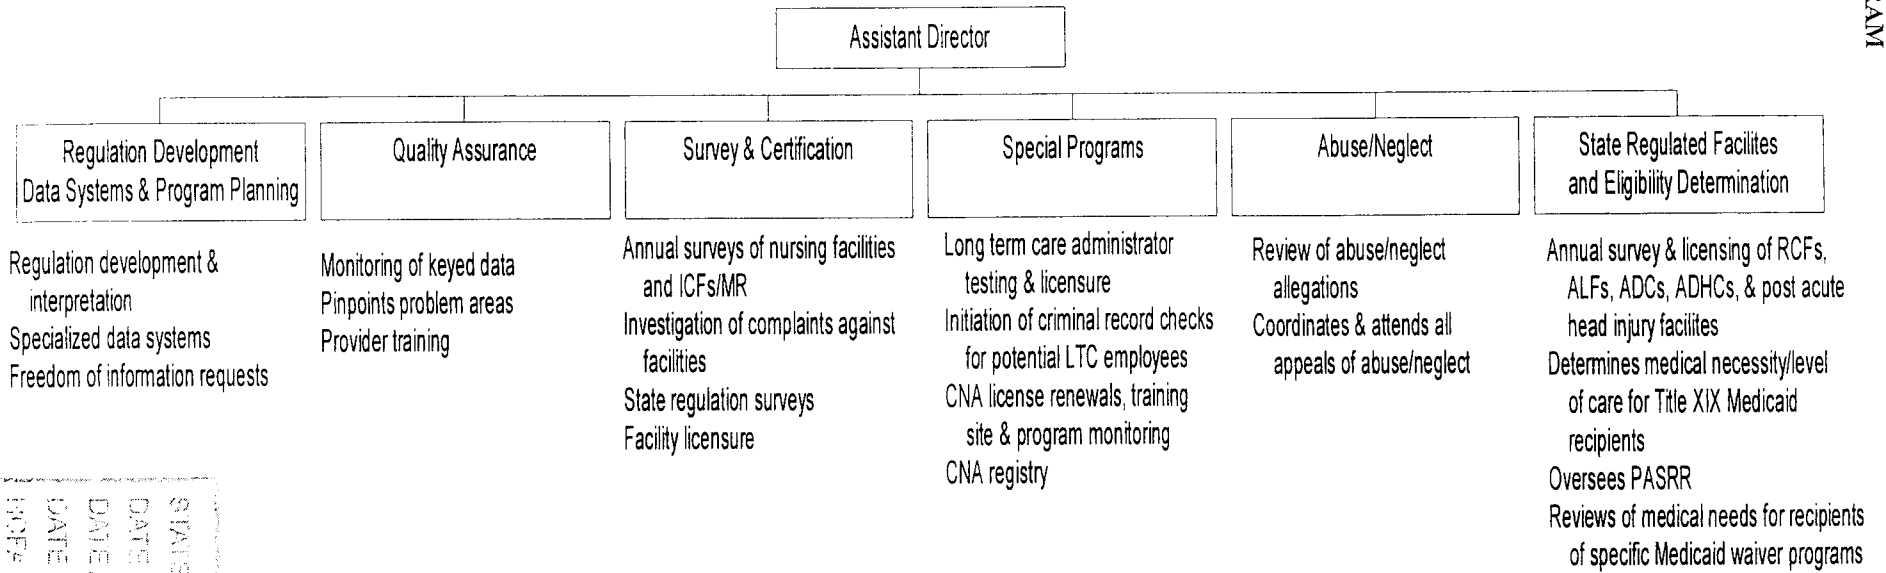 Assistant Director
Regulation Development
Data Systems & Program Planning
Regulation development &
interpretation
Specialized data systems
Freedom of information requests
Quality Assurance
Monitoring of keyed data
Pinpoints problem areas
Provider training
Survey & Certification
Annual surveys of nursing facilities
and ICFs/MR
Investigation of complaints against
facilities
State regulation surveys
Facility licensure
Special Programs
Long term care administrator
testing & licensure
Initiation of criminal record checks
for potential LTC employees
CNA license renewals, training
site & program monitoring
CNA registry
Abuse/Neglect
Review of abuse/neglect
allegations
Coordinates & attends all
appeals of abuse/neglect
State Regulated Facilites
and Eligibility Determination
Annual survey & licensing of RCFs,
ALFs, ADCs, ADHCs, & post acute
head injury facilites
Determines medical necessity/level
of care for Title XIX Medicaid
recipients
Oversees PASRR
Reviews of medical needs for recipients
of specific Medicaid waiver programs
DATE
DATE
DATE